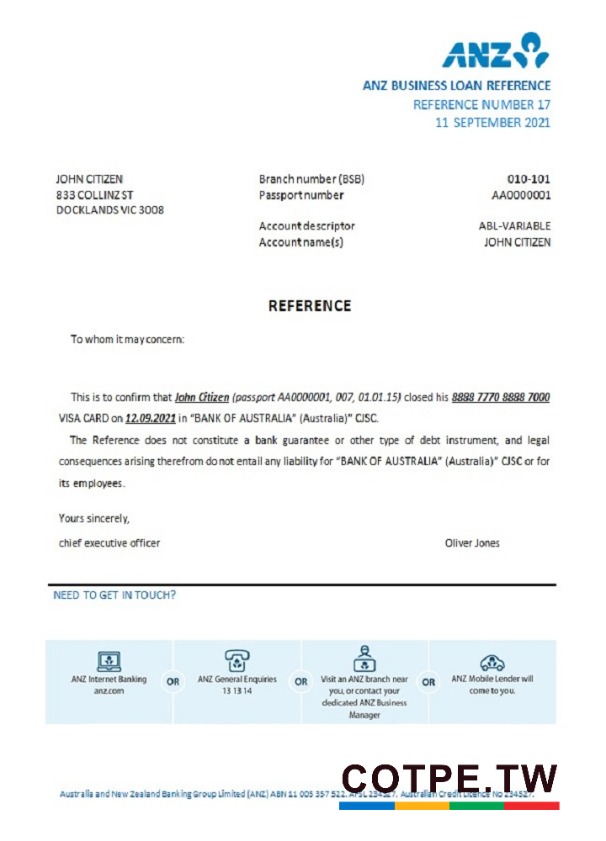 ANZ
ANZ BUSINESS LOAN REFERENCE
REFERENCE NUMBER 17
11 SEPTEMBER 2021
JOHN CITIZEN
833 COLLINZ ST
DOCKLANDS VIC 3008
Branch number (BSB) 010-101
Passport number AA0000001
Account descriptor ABL-VARIABLE
Account name(s) JOHN CITIZEN
REFERENCE
To whom it may concern:
This is to confirm that John Citizen (passport AA0000001, 007, 01.01.15) closed his 8888 7770 8888 7000
VISA CARD on 12.09.2021 in “BANK OF AUSTRALIA” (Australia)” CJSC.
The Reference does not constitute a bank guarantee or other type of debt instrument, and legal
consequences arising therefrom do not entail any liability for “BANK OF AUSTRALIA” (Australia)” CJSC or for
its employees.
Yours sincerely,
chief executive officer Oliver Jones
NEED TO GET IN TOUCH?
ANZ Internet Banking
anz.com
OR
ANZ General Enquiries
13 13 14
OR
Visit an ANZ branch near
you, or contact your
dedicated ANZ Business
Manager
OR
ANZ Mobile Lender will
come to you.
COTPE.TW
Australia and New Zealand Banking Group Limited (ANZ) ABN 11 005 357 522. AFSL 234527. Australian Credit Licence No 234527.